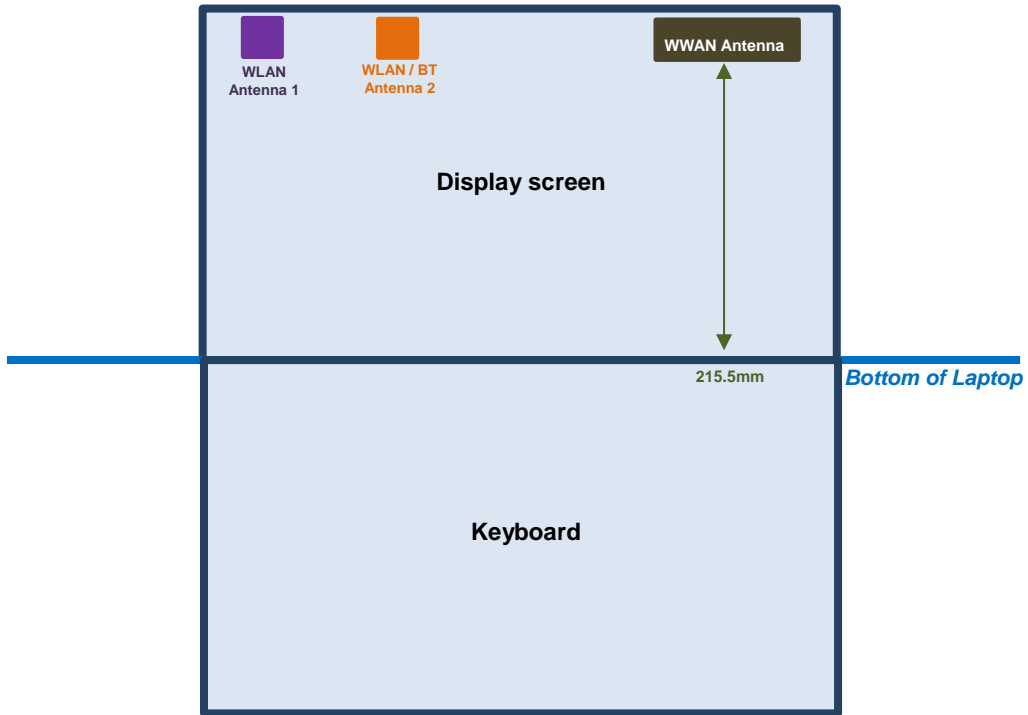 WLAN
Antenna 1
WLAN / BT
Antenna 2
WWAN Antenna
Display screen
215.5mm
Bottom of Laptop
Keyboard